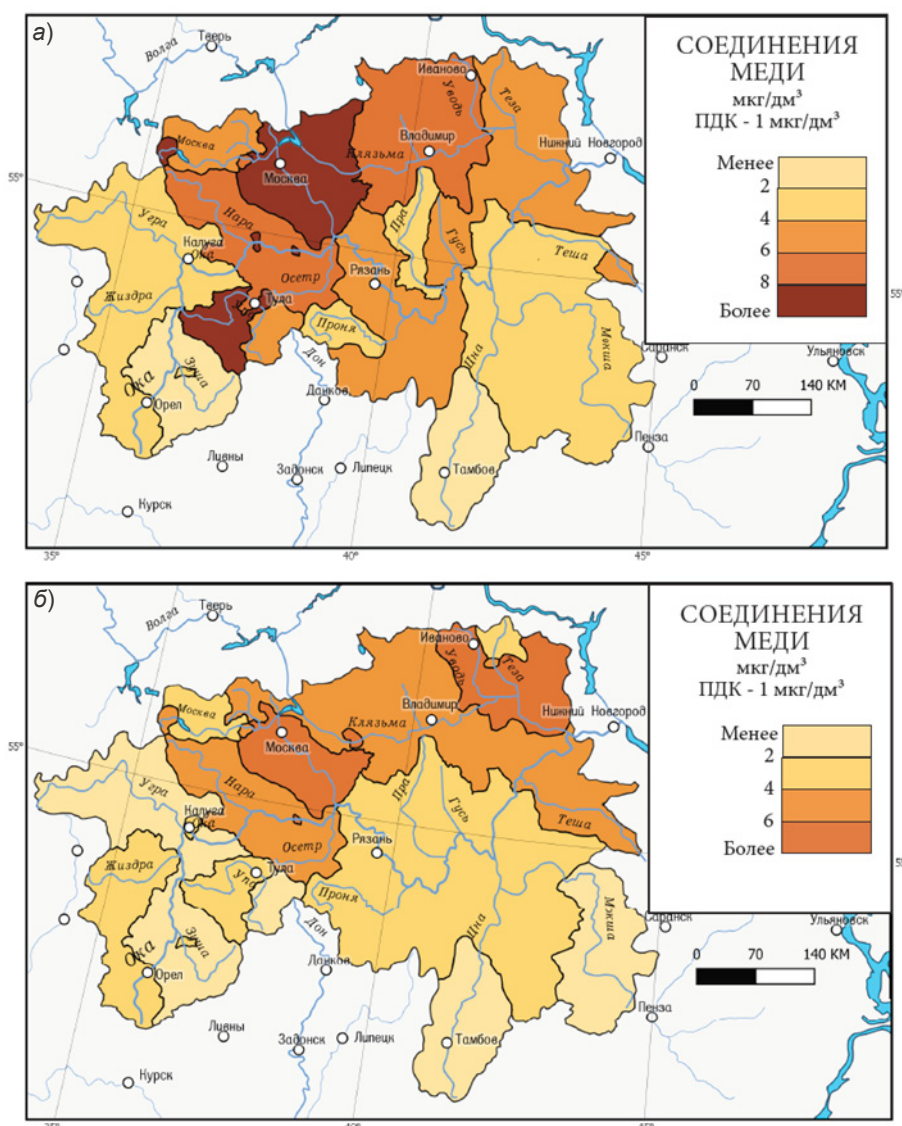 а)
Тверь
Волга
Иваново
Уводь
Теза
Москва
Клязьма
Владимир
Нижний Новгород
Москва
55°
Угра
Нара
Пра
Гусь
Калуга
Ока
Осетр
Рязань
Теша
Жиздра
Тула
Проня
Ока
Зуша
Дон
Цна
Мокша
Саранск
Ульяновск
Орел
Данков
Пенза
Ливны
Задонск
Липецк
Тамбов
Курск
35°
40°
45°
55°
СОЕДИНЕНИЯ
МЕДИ
мкг/дм³
ПДК - 1 мкг/дм³
Менее
2
4
6
8
Более
0 70 140 КМ
б)
Тверь
Волга
Иваново
Уводь
Теза
Москва
Клязьма
Владимир
Нижний Новгород
Москва
55°
Угра
Нара
Пра
Гусь
Калуга
Ока
Осетр
Рязань
Теша
Жиздра
Упа
Тула
Проня
Ока
Зуша
Дон
Цна
Мокша
Саранск
Ульяновск
Орел
Данков
Пенза
Ливны
Задонск
Липецк
Тамбов
Курск
СОЕДИНЕНИЯ
МЕДИ
мкг/дм³
ПДК - 1 мкг/дм³
Менее
2
4
6
Более
0 70 140 КМ